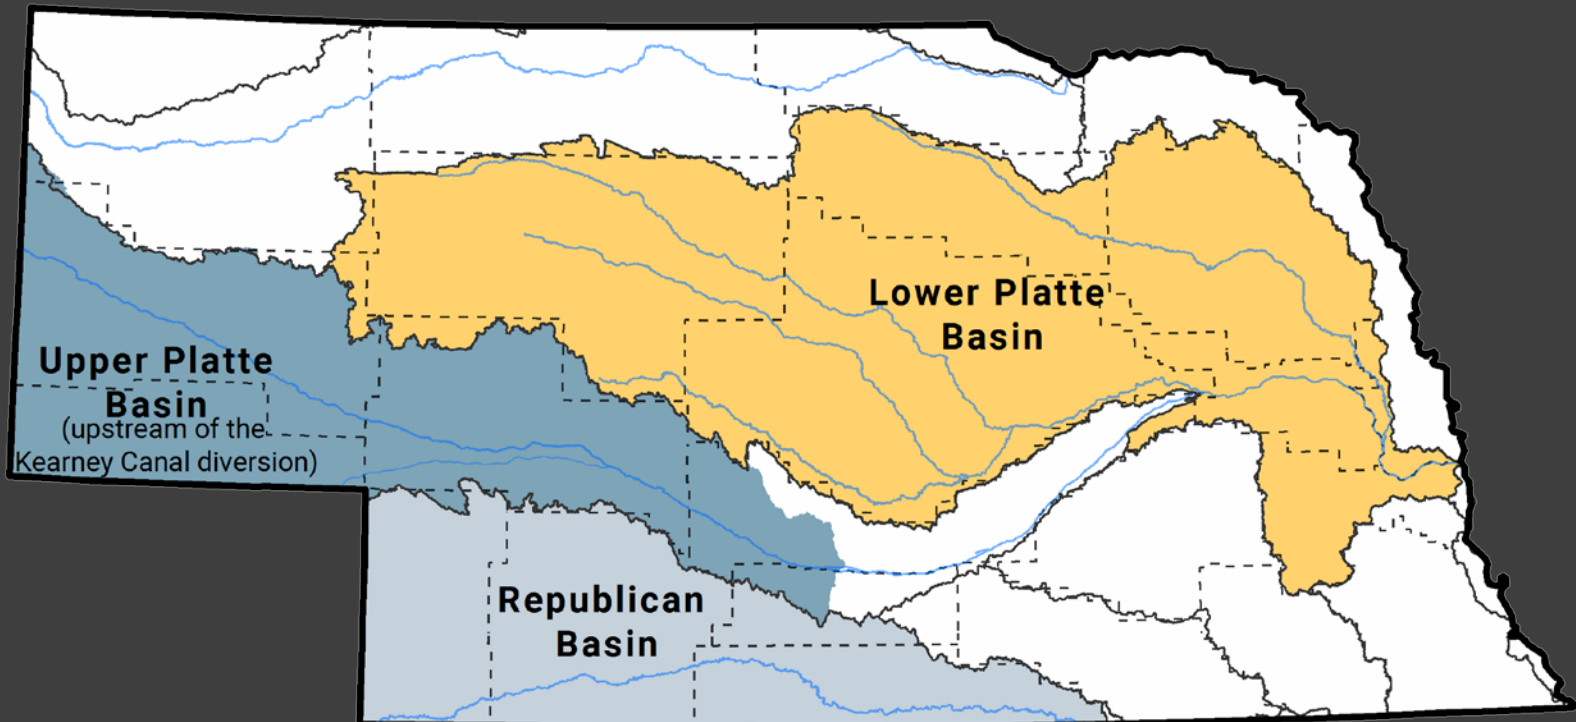 Lower Platte
Basin
Upper Platte
Basin
(upstream of the
Kearney Canal diversion)
Republican
Basin